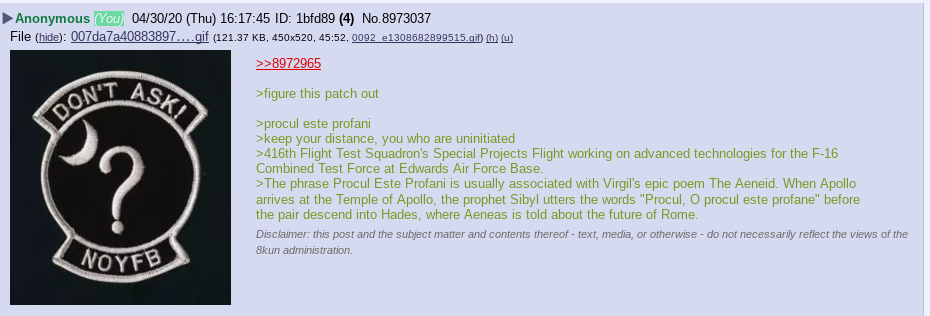 ▶Anonymous (You) 04/30/20 (Thu) 16:17:45 ID: 1bfd89 (4) No.8973037
File (hide): 007da7a40883897….gif (121.37 KB, 450x520, 45:52, 0092_e1308682899515.gif) (h) (u)
DON'T ASK!
?
NOYFB
>>8972965
>figure this patch out
>procul este profani
>keep your distance, you who are uninitiated
>416th Flight Test Squadron's Special Projects Flight working on advanced technologies for the F-16
Combined Test Force at Edwards Air Force Base.
>The phrase Procul Este Profani is usually associated with Virgil's epic poem The Aeneid. When Apollo
arrives at the Temple of Apollo, the prophet Sibyl utters the words "Procul, O procul este profane" before
the pair descend into Hades, where Aeneas is told about the future of Rome.
Disclaimer: this post and the subject matter and contents thereof - text, media, or otherwise - do not necessarily reflect the views of the
8kun administration.